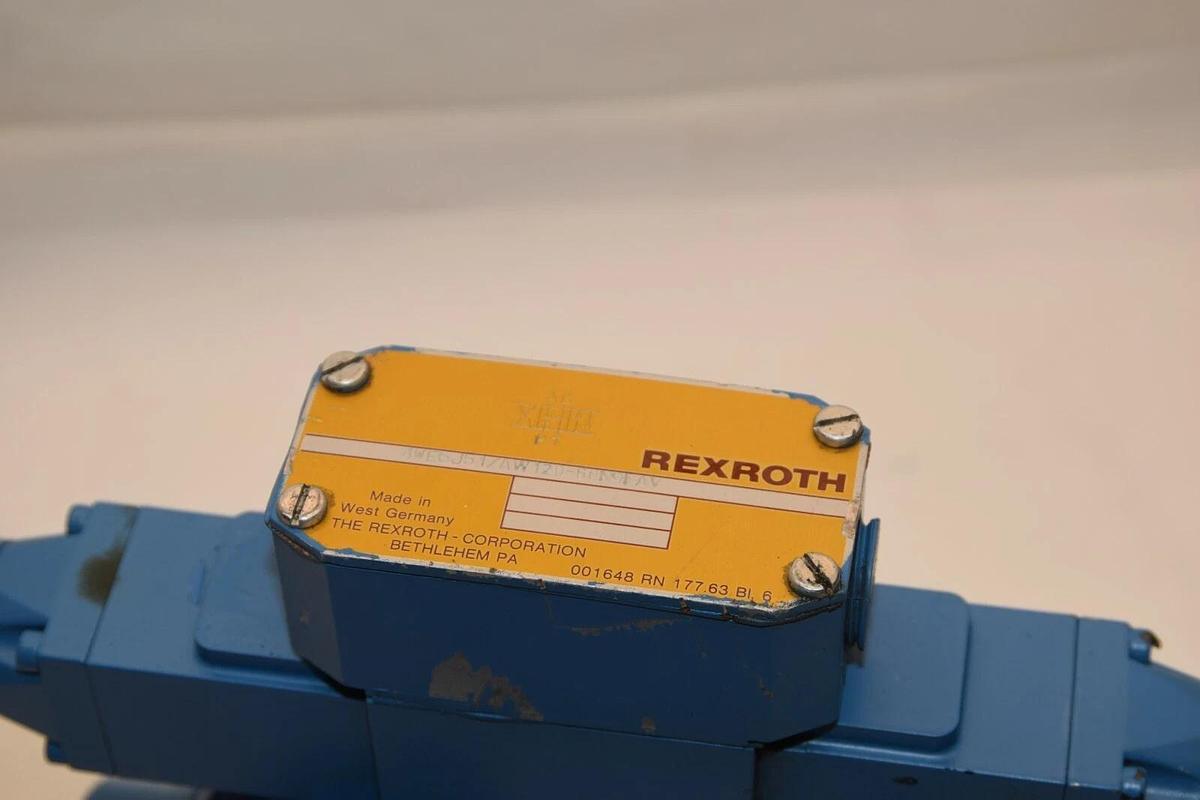 REXROTH
Made in
West Germany
THE REXROTH - CORPORATION
BETHLEHEM PA
001648 RN 177.63 Bl. 6